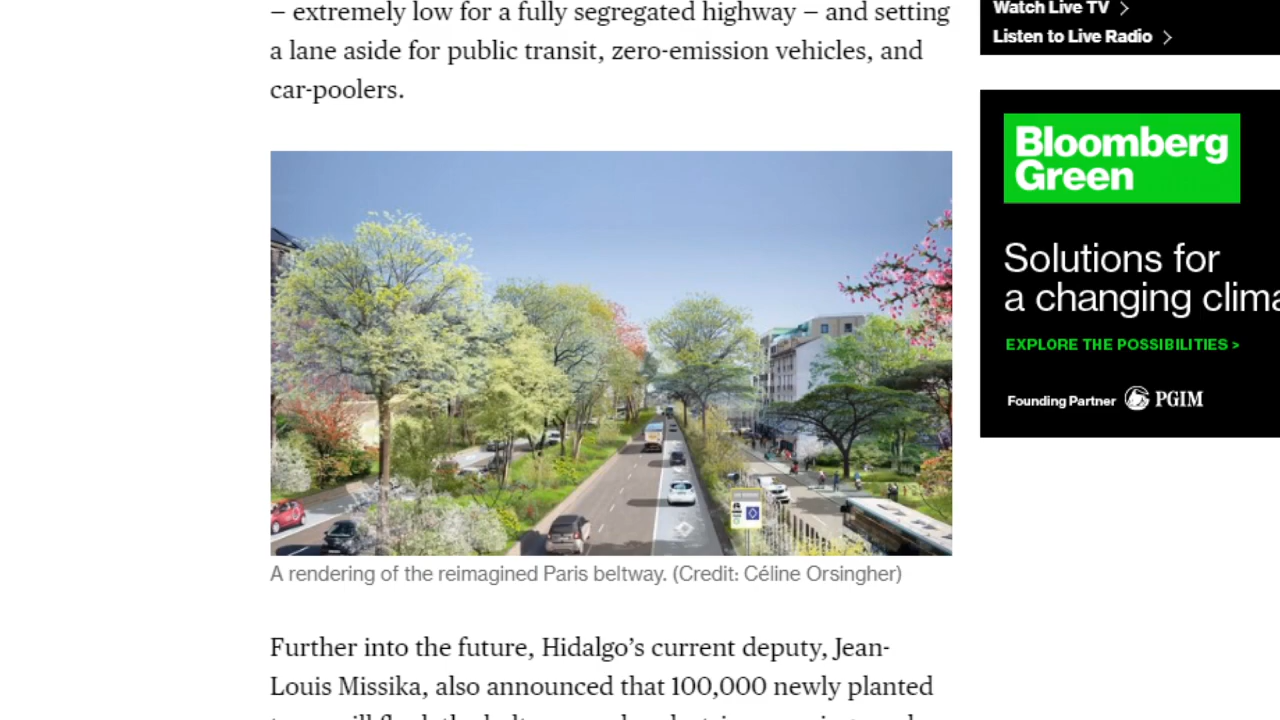 – extremely low for a fully segregated highway – and setting
a lane aside for public transit, zero-emission vehicles, and
car-poolers.
A rendering of the reimagined Paris beltway. (Credit: Céline Orsingher)
Further into the future, Hidalgo’s current deputy, Jean-
Louis Missika, also announced that 100,000 newly planted
Watch Live TV
Listen to Live Radio
Bloomberg
Green
Solutions for
a changing clima
EXPLORE THE POSSIBILITIES >
Founding Partner PGIM